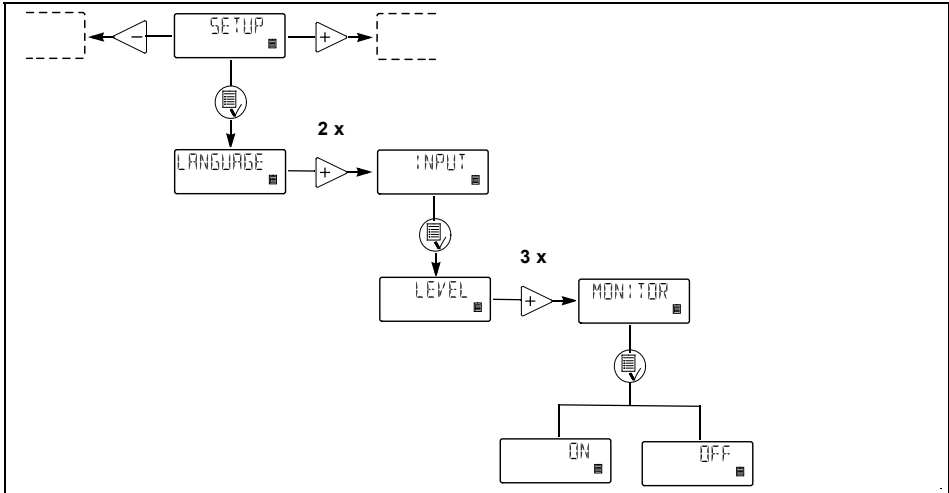 SETUP
2 x
LANGUAGE
INPUT
3 x
LEVEL
MONITOR
ON
OFF